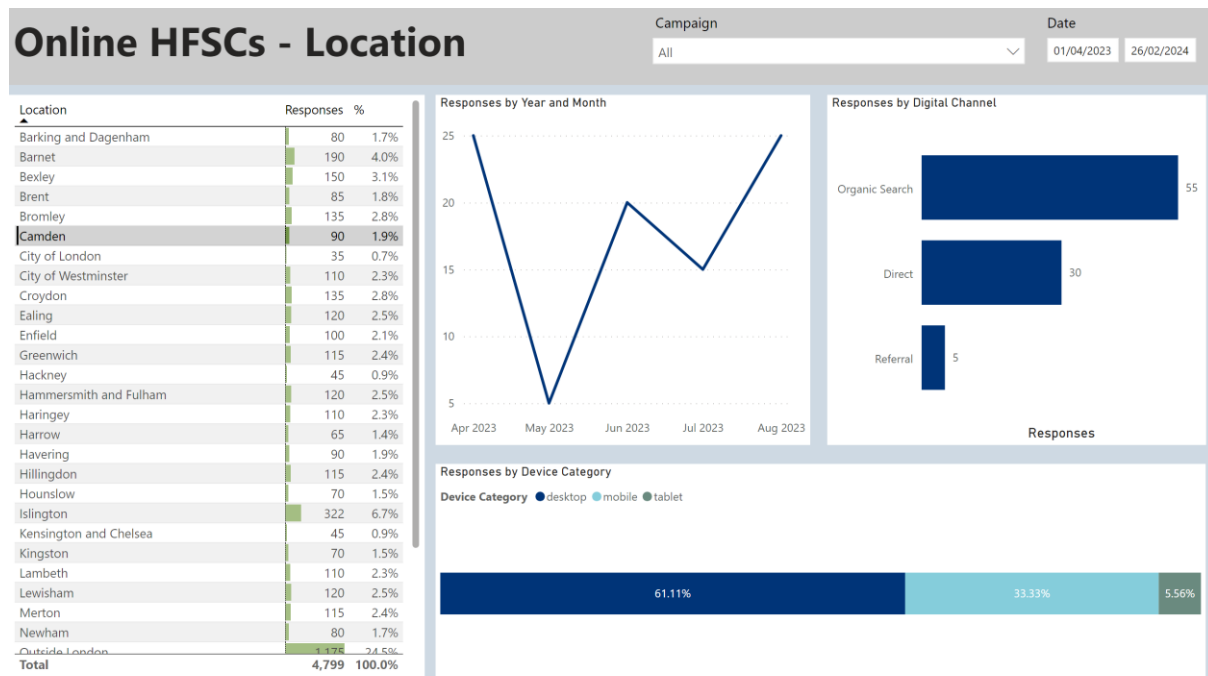 Online HFSCs - Location
Campaign
All
Date
01/04/2023 26/02/2024
Location Responses %
Barking and Dagenham 80 1.7%
Barnet 190 4.0%
Bexley 150 3.1%
Brent 85 1.8%
Bromley 135 2.8%
Camden 90 1.9%
City of London 35 0.7%
City of Westminster 110 2.3%
Croydon 135 2.8%
Ealing 120 2.5%
Enfield 100 2.1%
Greenwich 115 2.4%
Hackney 45 0.9%
Hammersmith and Fulham 120 2.5%
Haringey 110 2.3%
Harrow 65 1.4%
Havering 90 1.9%
Hillingdon 115 2.4%
Hounslow 70 1.5%
Islington 322 6.7%
Kensington and Chelsea 45 0.9%
Kingston 70 1.5%
Lambeth 110 2.3%
Lewisham 120 2.5%
Merton 115 2.4%
Newham 80 1.7%
Outside London 1,175 24.5%
Total 4,799 100.0%
Responses by Year and Month
25
20
15
10
5
Apr 2023 May 2023 Jun 2023 Jul 2023 Aug 2023
Responses by Digital Channel
Organic Search 55
Direct 30
Referral 5
Responses
Responses by Device Category
Device Category desktop mobile tablet
61.11% 33.33% 5.56%